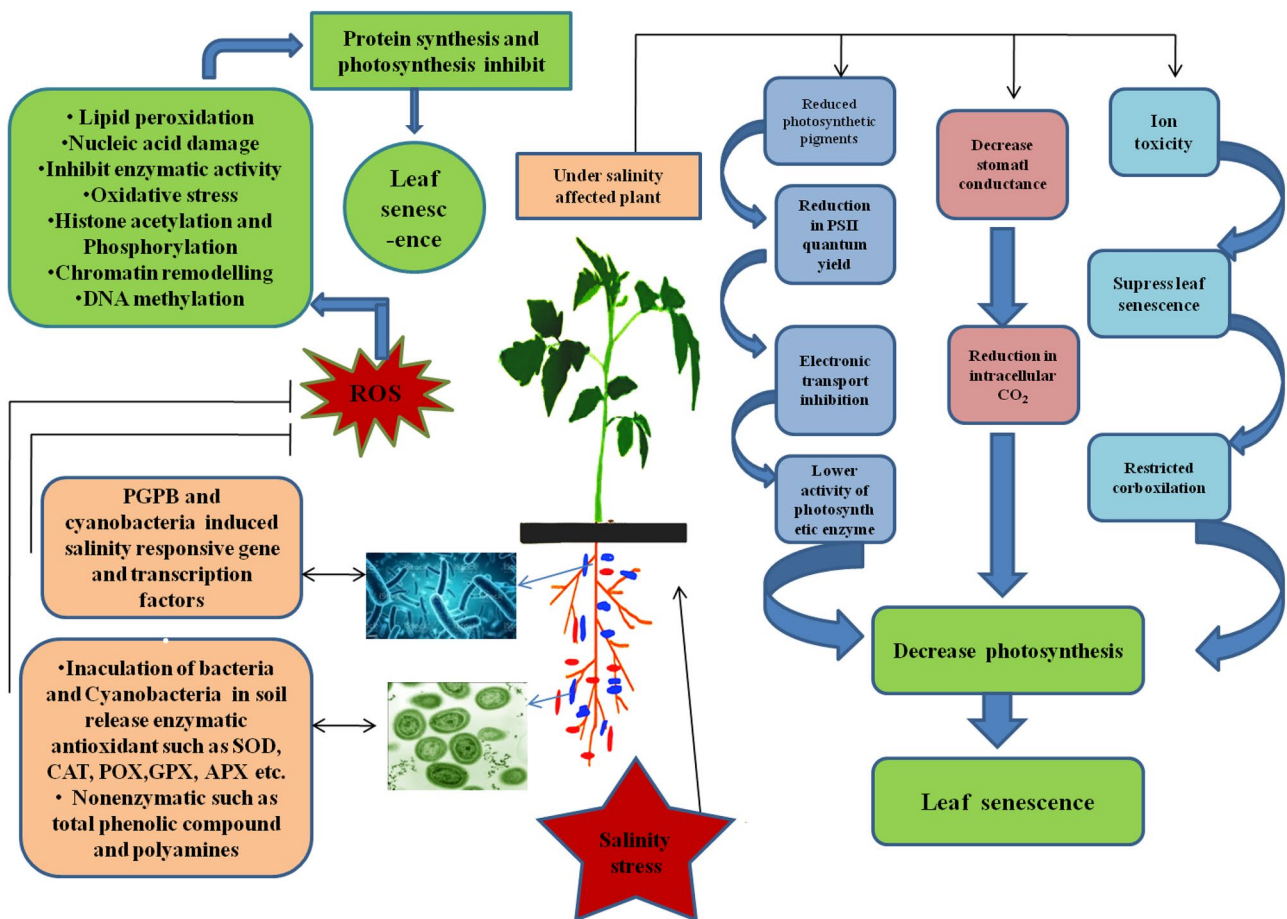 Protein synthesis and
photosynthesis inhibit
• Lipid peroxidation
•Nucleic acid damage
•Inhibit enzymatic activity
•Oxidative stress
•Histone acetylation and
Phosphorylation
•Chromatin remodelling
•DNA methylation
Leaf
senesc
-ence
ROS
PGPB and
cyanobacteria induced
salinity responsive gene
and transcription
factors
•Inaculation of bacteria
and Cyanobacteria in soil
release enzymatic
antioxidant such as SOD,
CAT, POX,GPX, APX etc.
• Nonenzymatic such as
total phenolic compound
and polyamines
Under salinity
affected plant
Salinity
stress
Reduced
photosynthetic
pigments
Reduction
in PSII
quantum
yield
Electronic
transport
inhibition
Lower
activity of
photosynth
etic enzyme
Decrease
stomatl
conductance
Reduction in
intracellular
CO₂
Ion
toxicity
Supress leaf
senescence
Restricted
corboxilation
Decrease photosynthesis
Leaf senescence